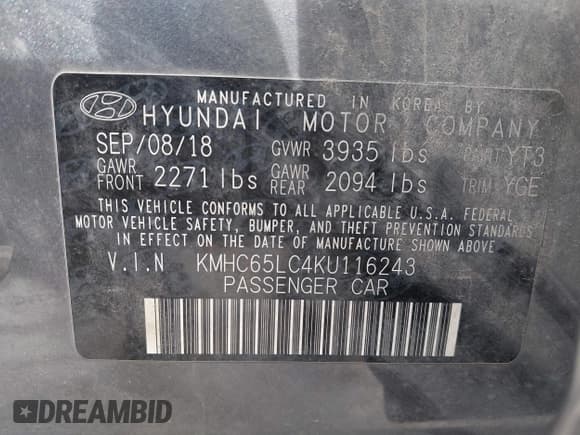 MANUFACTURED IN KOREA BY
HYUNDAI MOTOR COMPANY
SEP/08/18 GVWR 3935 lbs PAINT YT3
GAWR FRONT 2271 lbs GAWR REAR 2094 lbs TRIM YGE
THIS VEHICLE CONFORMS TO ALL APPLICABLE U.S.A. FEDERAL
MOTOR VEHICLE SAFETY, BUMPER, AND THEFT PREVENTION STANDARDS
IN EFFECT ON THE DATE OF MANUFACTURE SHOWN ABOVE
V.I.N KMHC65LC4KU116243
PASSENGER CAR
DREAMBID